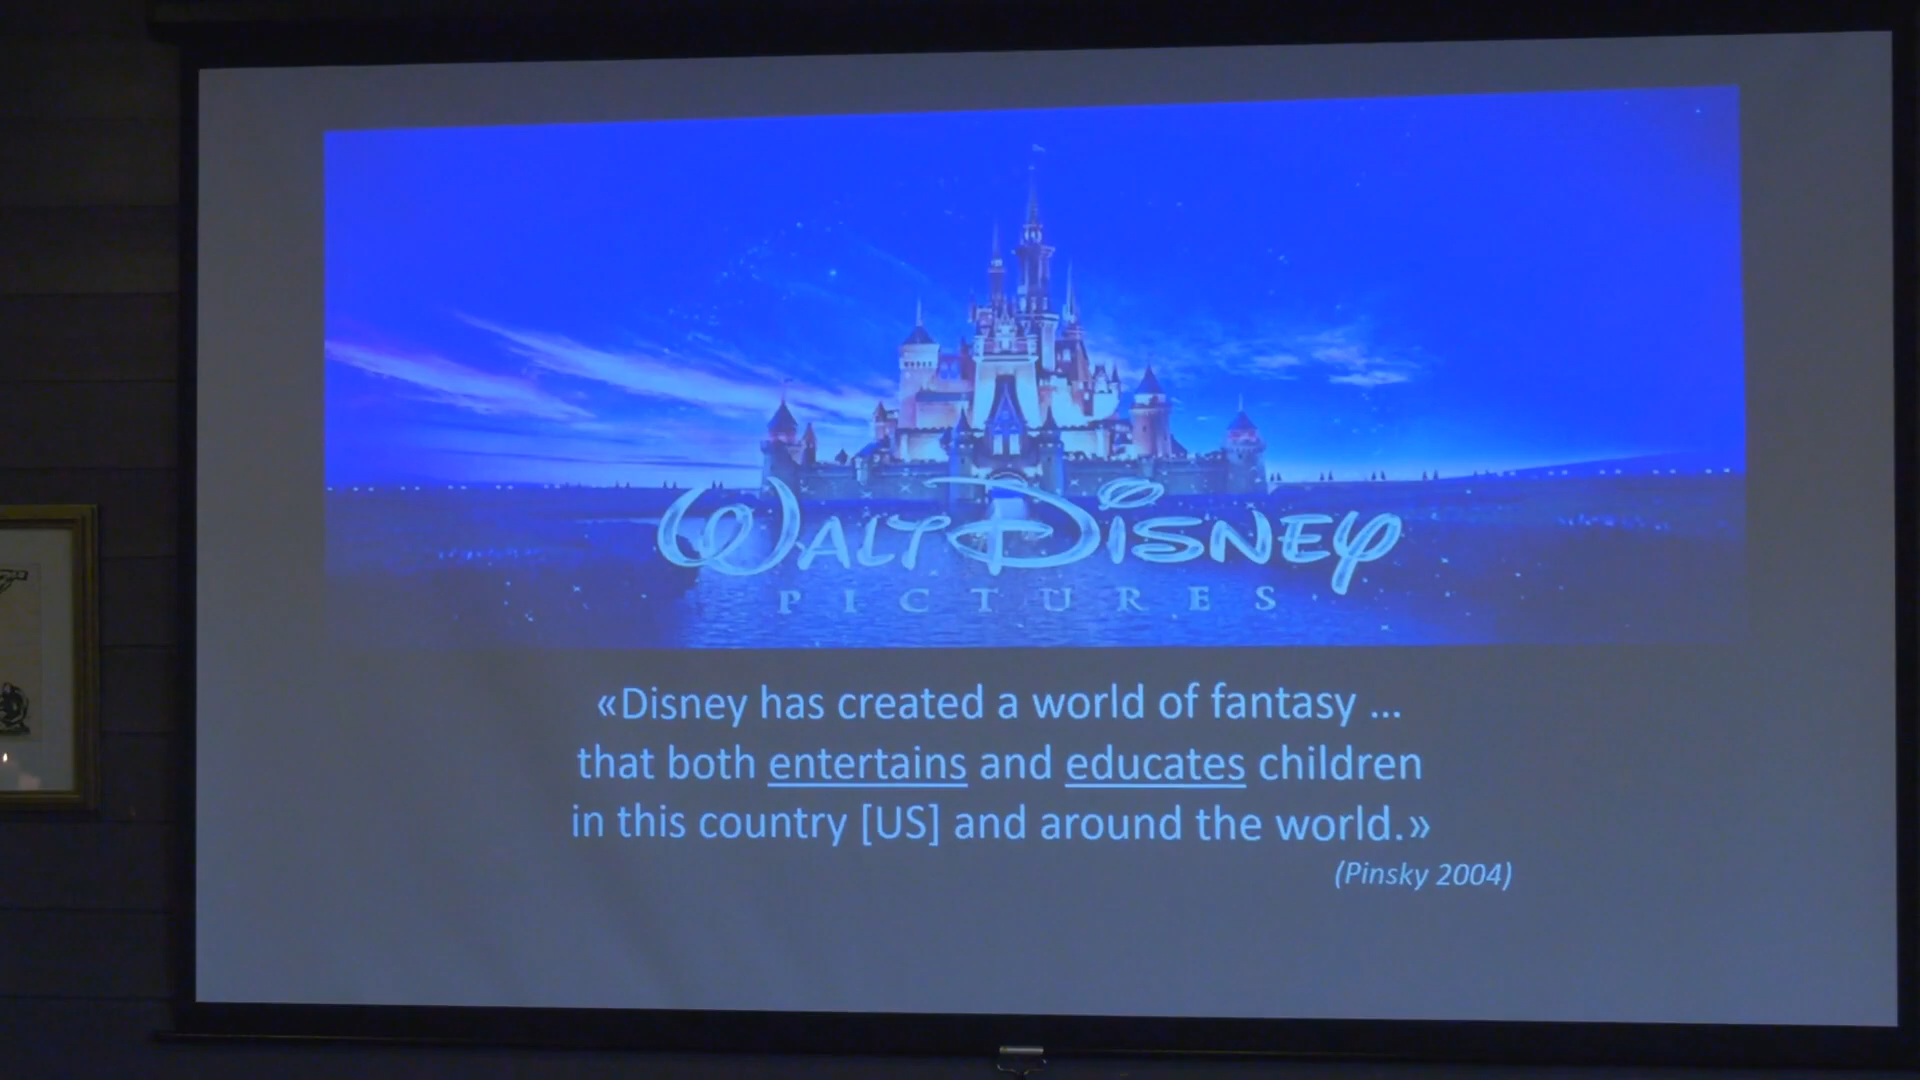 WALT DISNEY
PICTURES
«Disney has created a world of fantasy ...
that both entertains and educates children
in this country [US] and around the world.»
(Pinsky 2004)